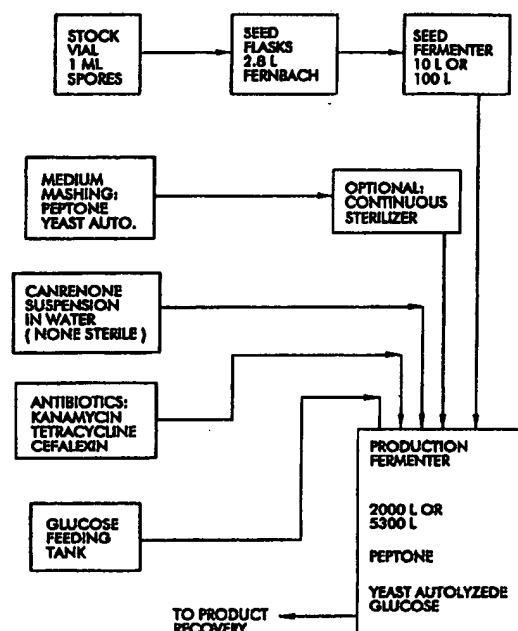 STOCK
VIAL
1 ML
SPORES
SEED
FLASKS
2.8 L
FERNBACH
SEED
FERMENTER
10 L OR
100 L
MEDIUM
MASHING:
PEPTONE
YEAST AUTO.
OPTIONAL:
CONTINUOUS
STERILIZER
CANRENONE
SUSPENSION
IN WATER
( NONE STERILE )
ANTIBIOTICS:
KANAMYCIN
TETRACYCLINE
CEFALEXIN
GLUCOSE
FEEDING
TANK
PRODUCTION
FERMENTER
2000 L OR
5300 L
PEPTONE
YEAST AUTOLYZEDE
GLUCOSE
TO PRODUCT
RECOVERY